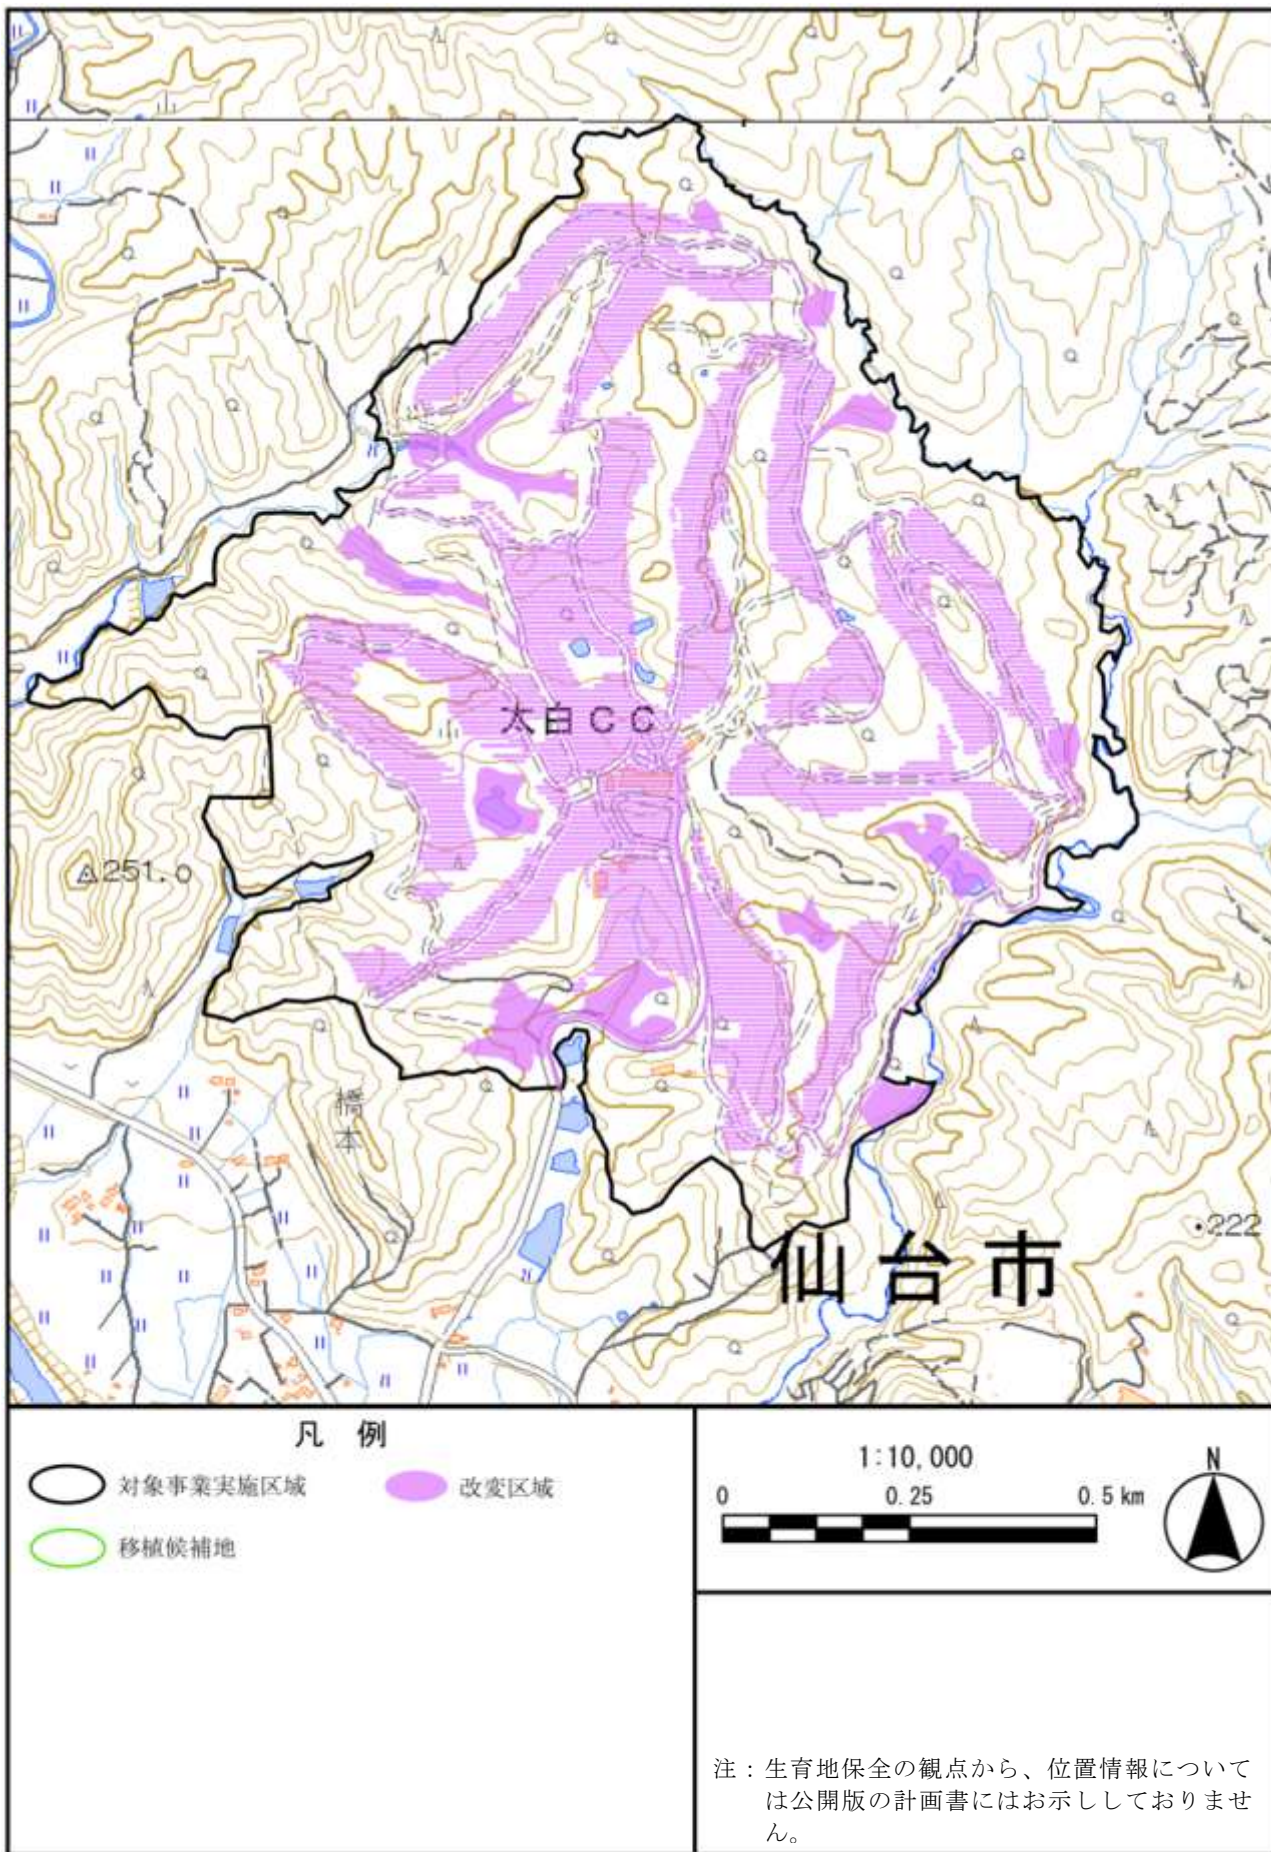 太白CC
251.0
橋本
仙台市
222
凡 例
対象事業実施区域
改変区域
移植候補地
1:10,000
0 0.25 0.5 km
N
注：生育地保全の観点から、位置情報について
は公開版の計画書にはお示ししておりませ
ん。